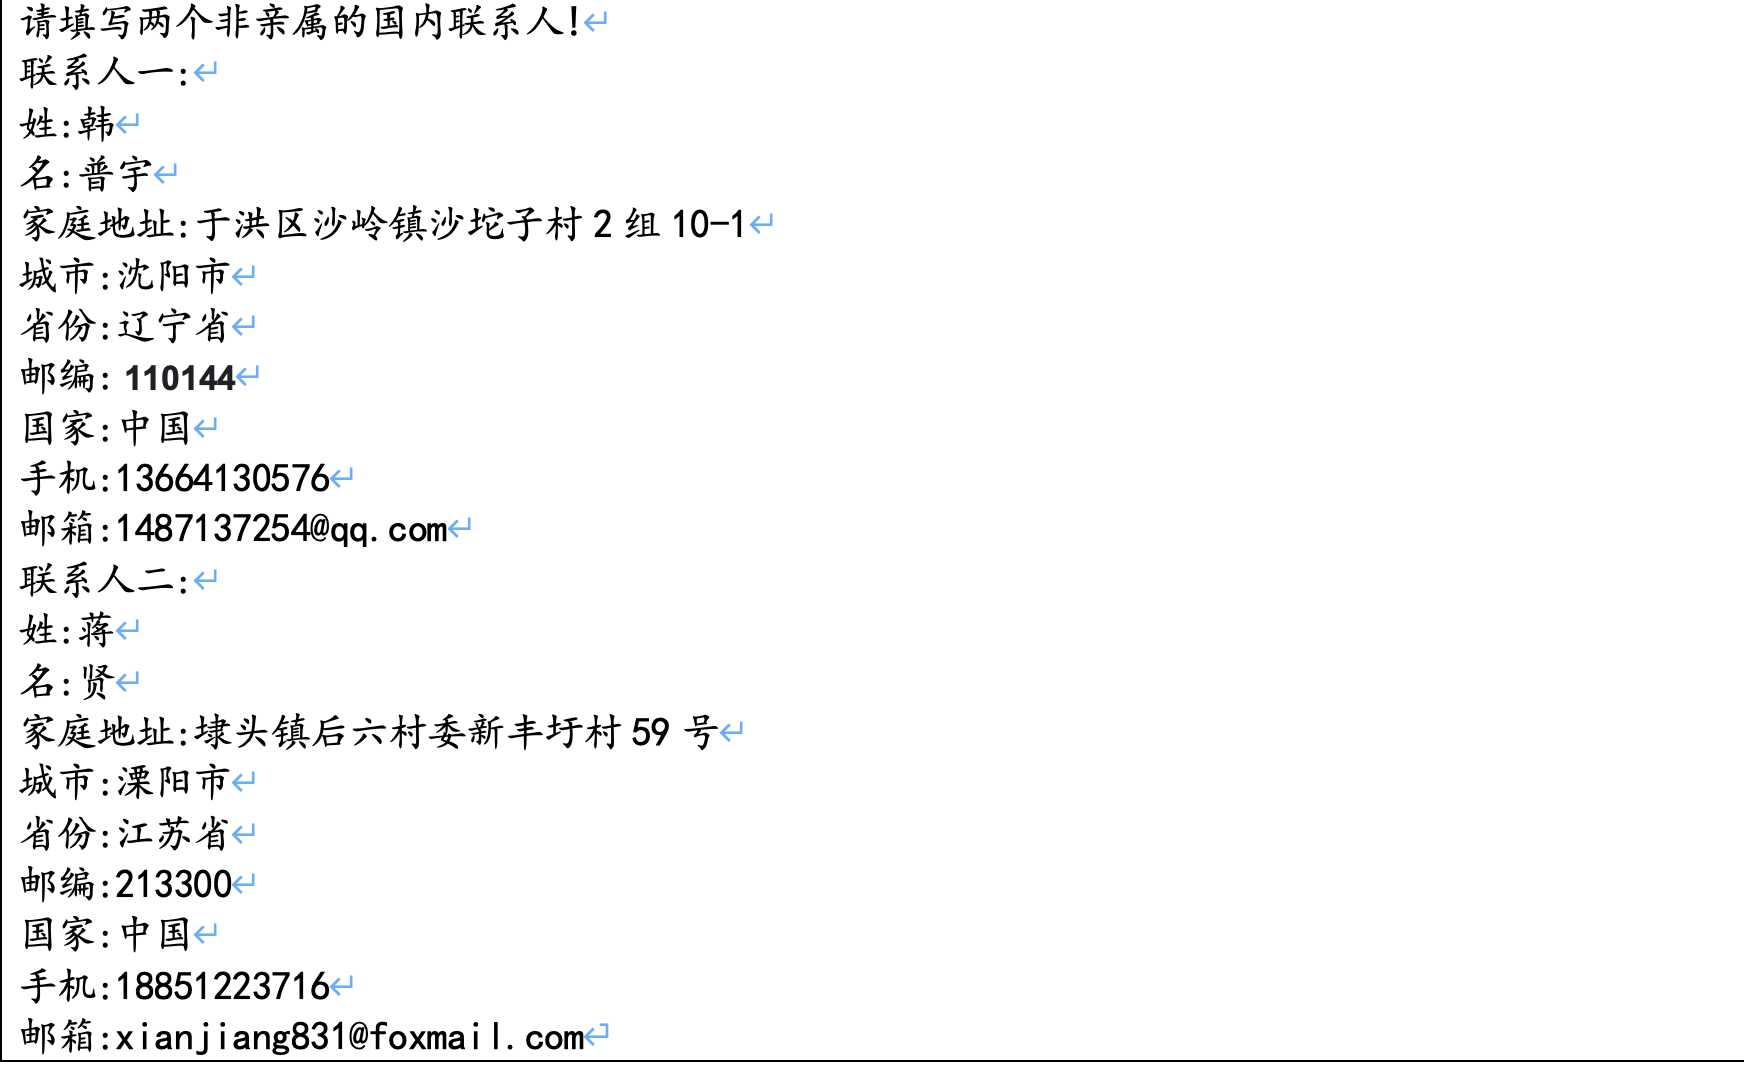 请填写两个非亲属的国内联系人!
联系人一:
姓:韩
名:普宇
家庭地址:于洪区沙岭镇沙坨子村 2 组 10-1
城市:沈阳市
省份:辽宁省
邮编: 110144
国家:中国
手机:13664130576
邮箱:1487137254@qq.com
联系人二:
姓:蒋
名:贤
家庭地址:埭头镇后六村委新丰圩村 59 号
城市:溧阳市
省份:江苏省
邮编:213300
国家:中国
手机:18851223716
邮箱:xianjiang831@foxmail.com